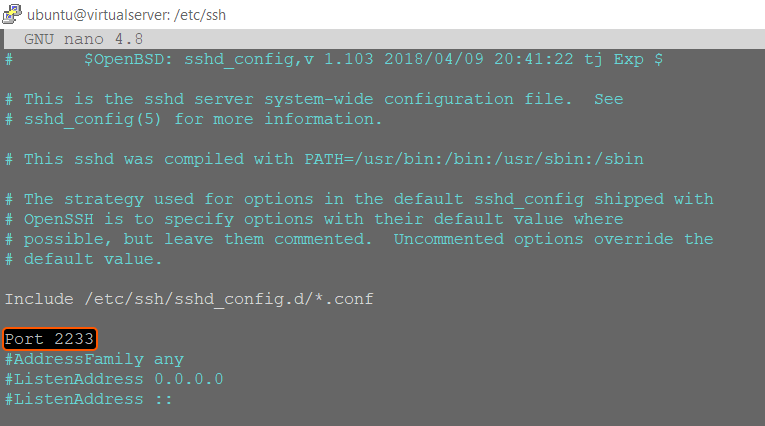 ubuntu@virtualserver: /etc/ssh
GNU nano 4.8
#       $OpenBSD: sshd_config,v 1.103 2018/04/09 20:41:22 tj Exp $
# This is the sshd server system-wide configuration file.  See
# sshd_config(5) for more information.
# This sshd was compiled with PATH=/usr/bin:/bin:/usr/sbin:/sbin
# The strategy used for options in the default sshd_config shipped with
# OpenSSH is to specify options with their default value where
# possible, but leave them commented.  Uncommented options override the
# default value.
Include /etc/ssh/sshd_config.d/*.conf
Port 2233
#AddressFamily any
#ListenAddress 0.0.0.0
#ListenAddress ::